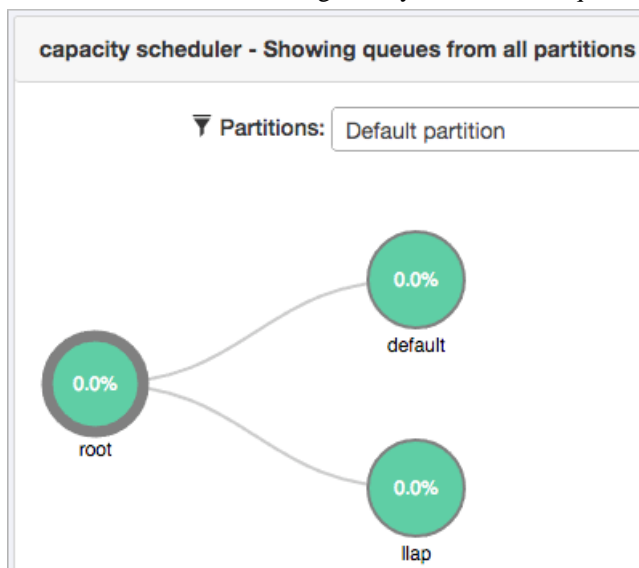 capacity scheduler - Showing queues from all partitions
Partitions: Default partition
0.0%
default
0.0%
root
0.0%
llap